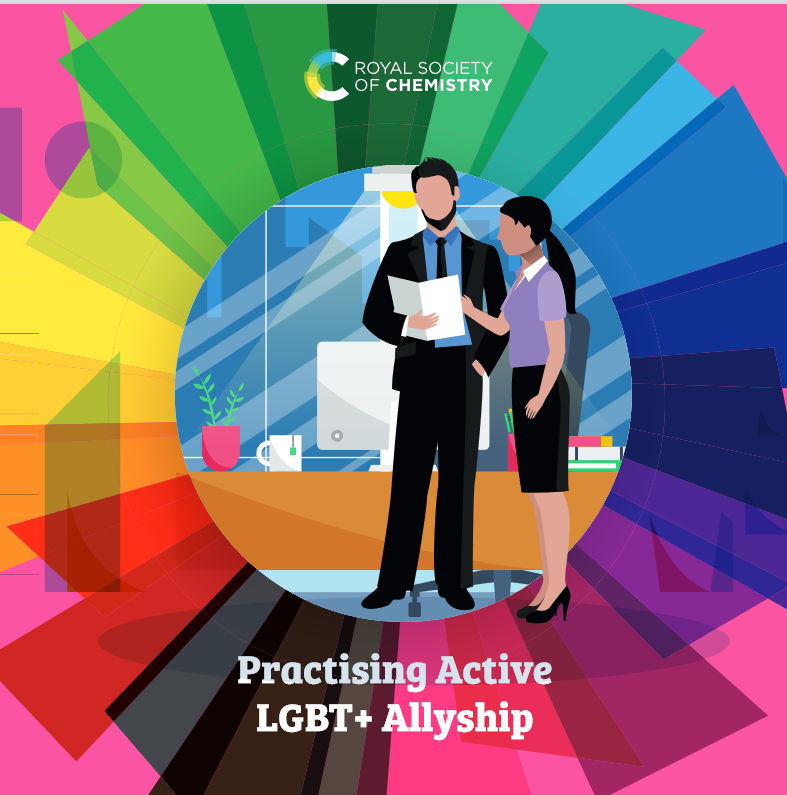 ROYAL SOCIETY
OF CHEMISTRY
Practising Active
LGBT+ Allyship